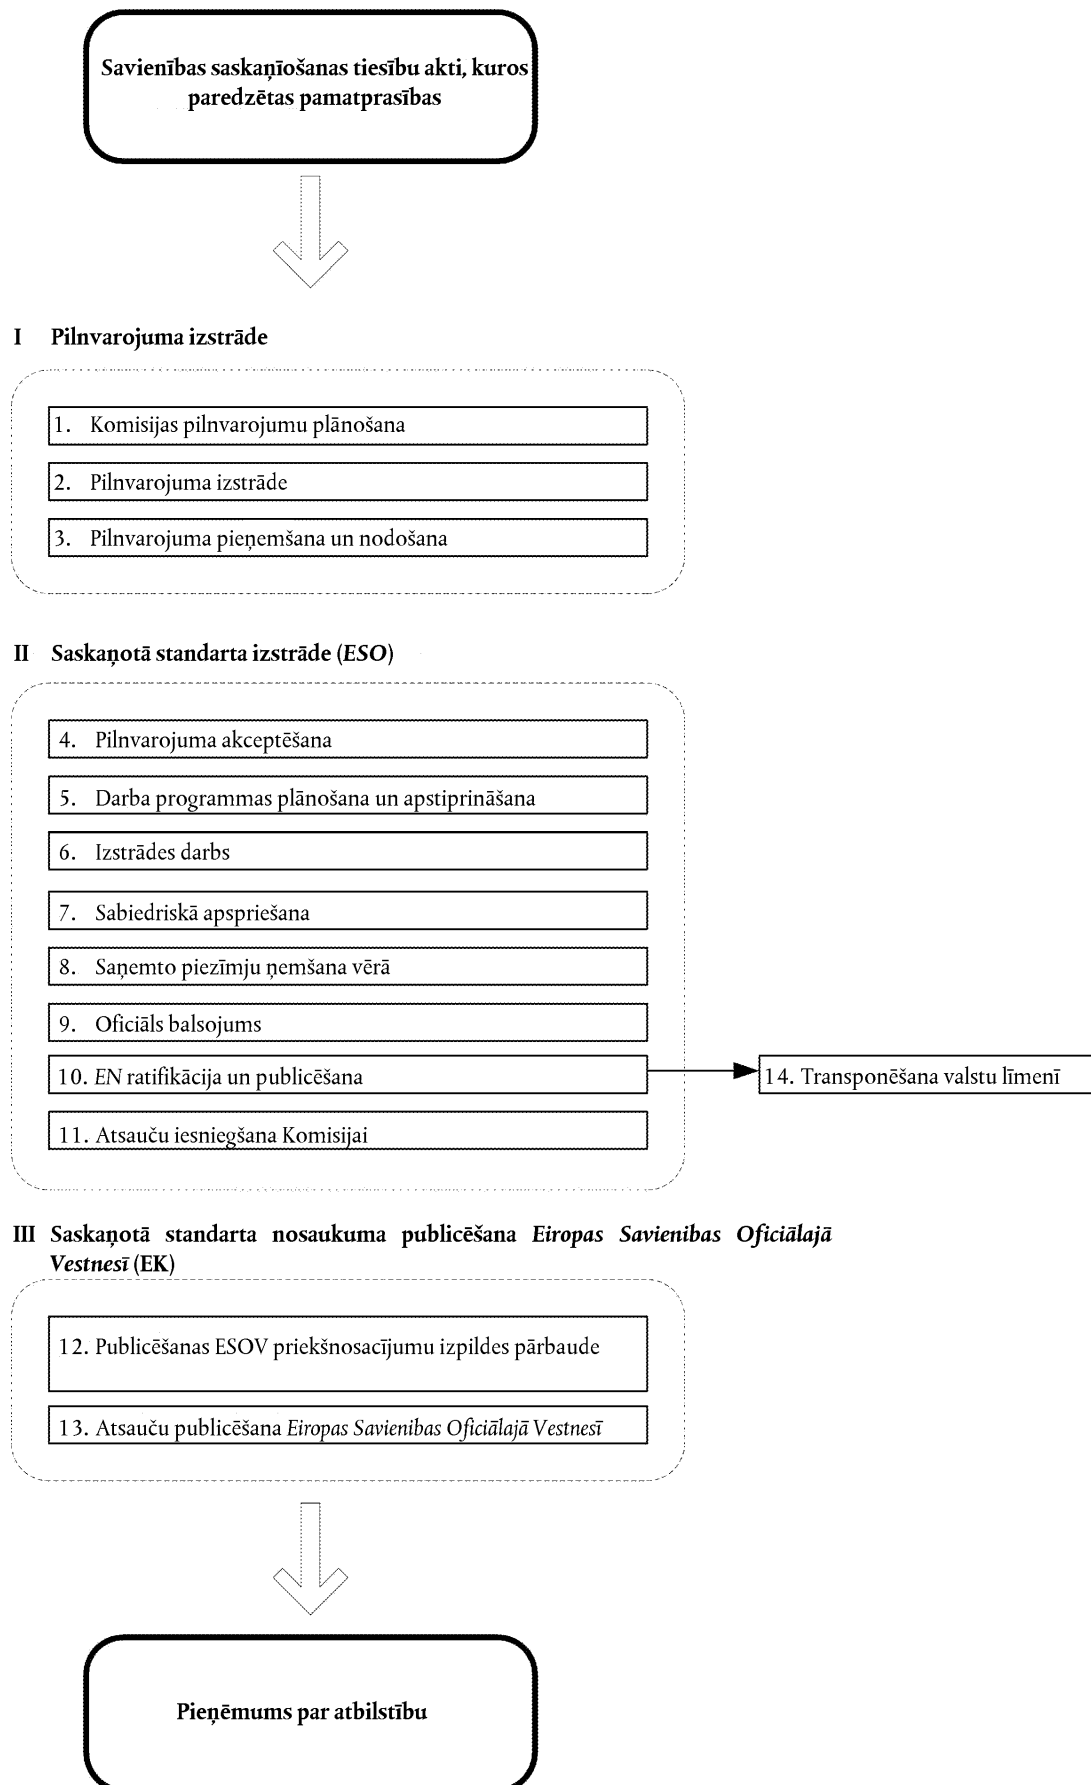 Savienības saskaņīošanas tiesību akti, kuros
paredzētas pamatprasības
I Pilnvarojuma izstrāde
1. Komisijas pilnvarojumu plānošana
2. Pilnvarojuma izstrāde
3. Pilnvarojuma pieņemšana un nodošana
II Saskaņotā standarta izstrāde (ESO)
4. Pilnvarojuma akceptēšana
5. Darba programmas plānošana un apstiprināšana
6. Izstrādes darbs
7. Sabiedriskā apspriešana
8. Saņemto piezīmju ņemšana vērā
9. Oficiāls balsojums
10. EN ratifikācija un publicēšana
14. Transponēšana valstu līmenī
11. Atsauču iesniegšana Komisijai
III Saskaņotā standarta nosaukuma publicēšana Eiropas Savienibas Oficiālajā
Vestnesī (EK)
12. Publicēšanas ESOV priekšnosacījumu izpildes pārbaude
13. Atsauču publicēšana Eiropas Savienibas Oficiālajā Vestnesī
Pieņēmums par atbilstību